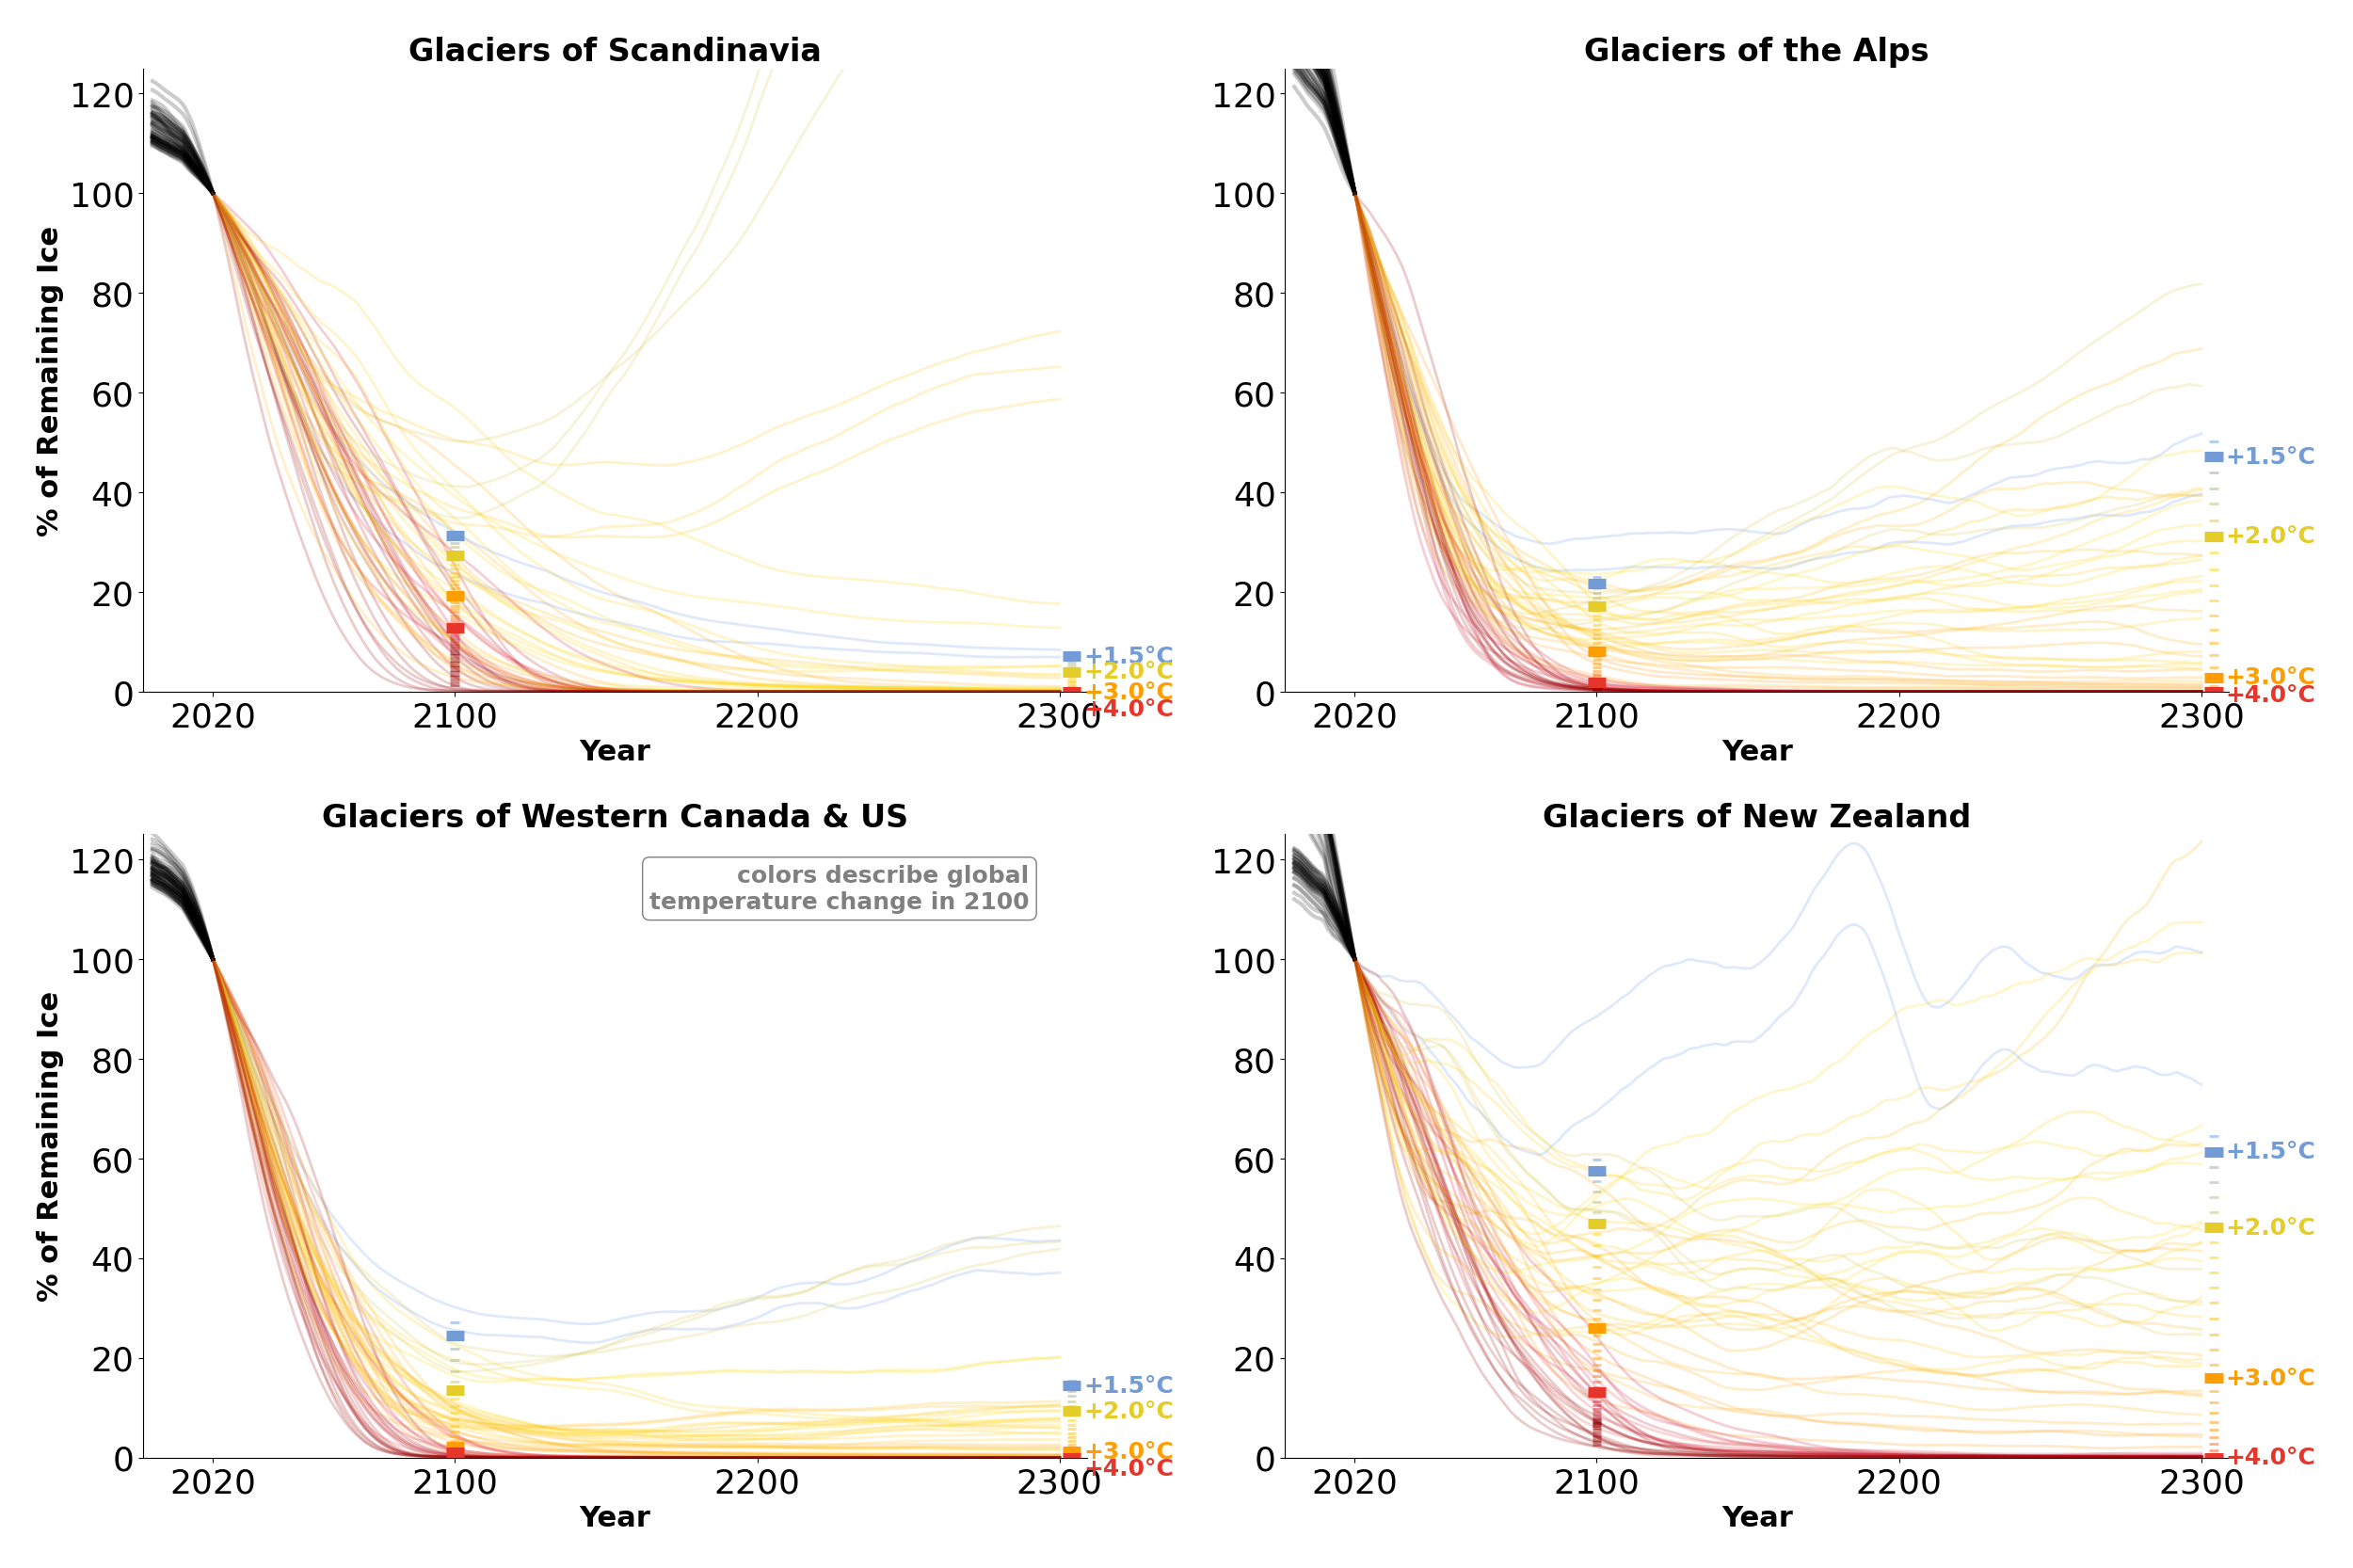 Glaciers of Scandinavia
% of Remaining Ice
120
100
80
60
40
20
0
2020
2100
2200
2300
Year
+1.5°C
+2.0°C
+3.0°C
+4.0°C
Glaciers of the Alps
120
100
80
60
40
20
0
2020
2100
2200
2300
Year
+1.5°C
+2.0°C
+3.0°C
+4.0°C
Glaciers of Western Canada & US
% of Remaining Ice
120
100
80
60
40
20
0
2020
2100
2200
2300
Year
colors describe global
temperature change in 2100
+1.5°C
+2.0°C
+3.0°C
+4.0°C
Glaciers of New Zealand
120
100
80
60
40
20
0
2020
2100
2200
2300
Year
+1.5°C
+2.0°C
+3.0°C
+4.0°C